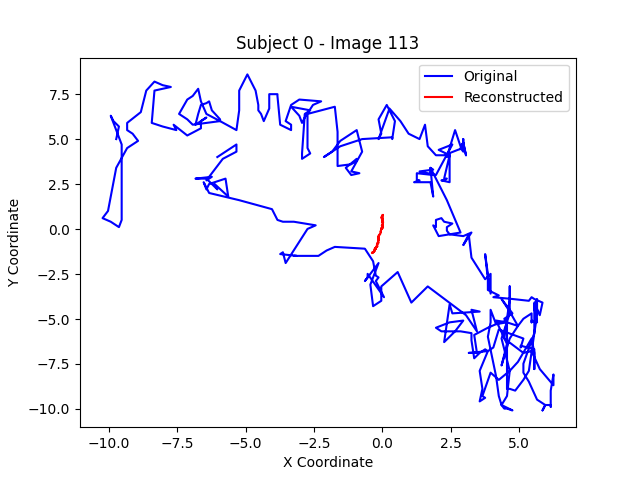 Subject 0 - Image 113
Original
Reconstructed
7.5
5.0
2.5
0.0
−2.5
−5.0
−7.5
−10.0
Y Coordinate
−10.0 −7.5 −5.0 −2.5 0.0 2.5 5.0
X Coordinate